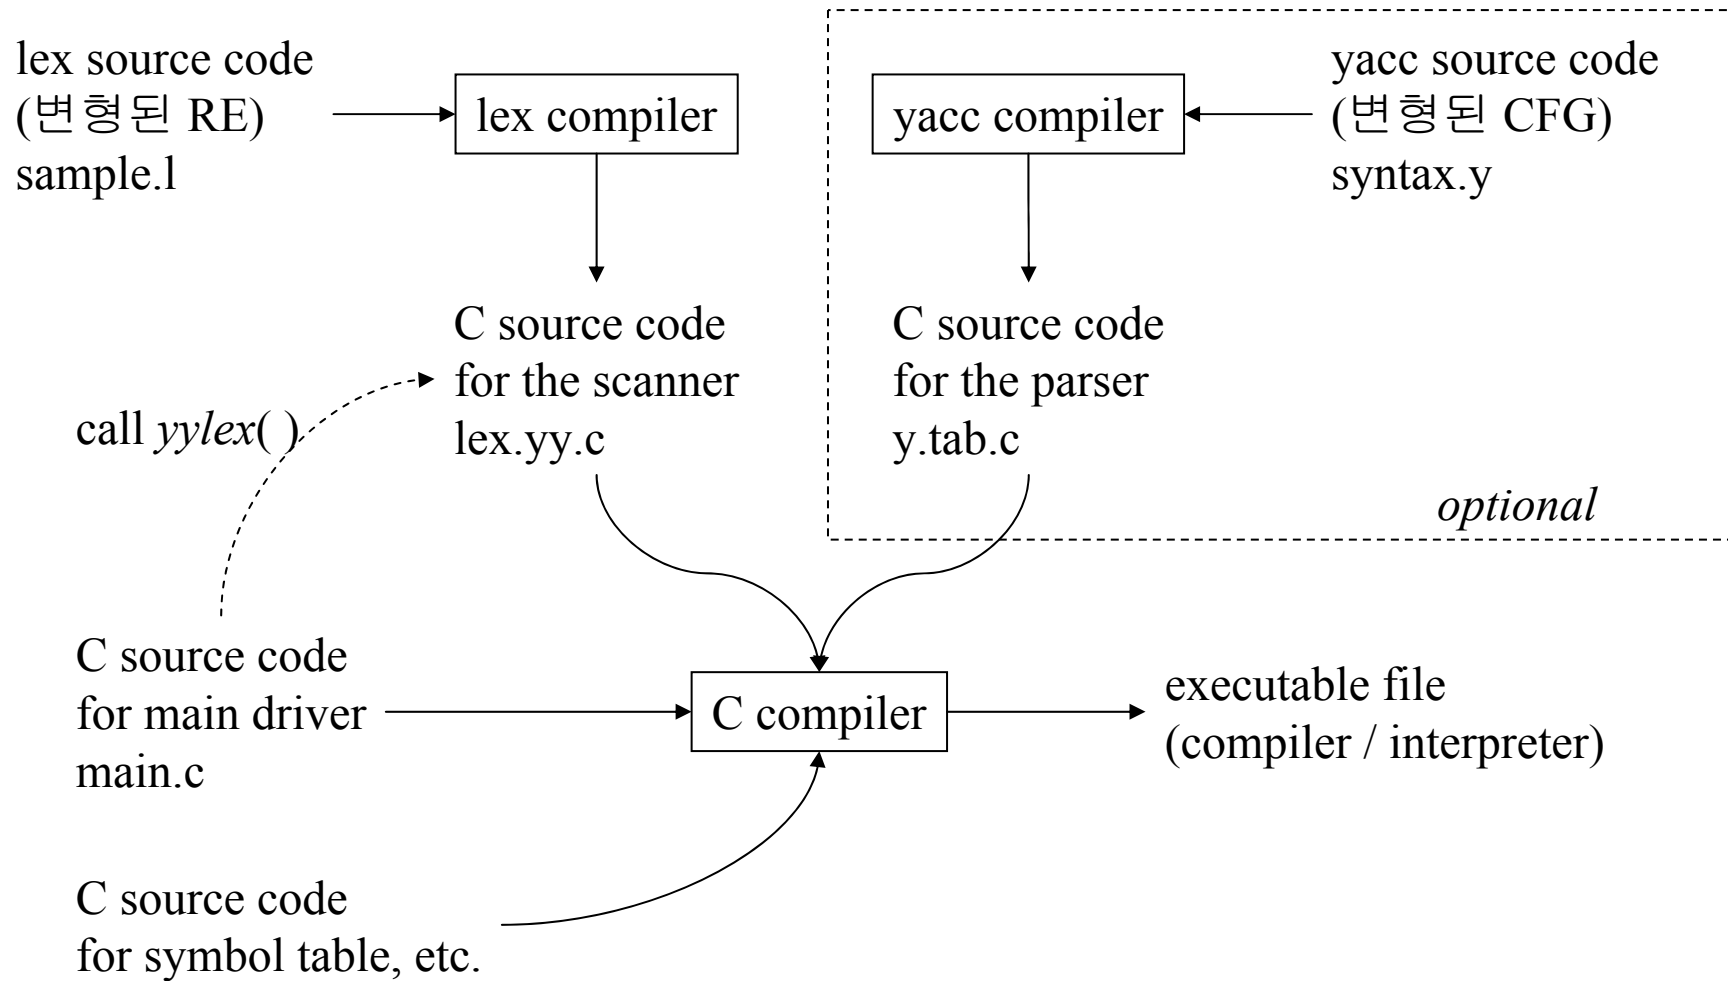 lex source code
(변형된 RE)
sample.l
lex compiler
yacc compiler
yacc source code
(변형된 CFG)
syntax.y
C source code
for the scanner
lex.yy.c
C source code
for the parser
y.tab.c
call yylex( )
optional
C source code
for main driver
main.c
C compiler
executable file
(compiler / interpreter)
C source code
for symbol table, etc.